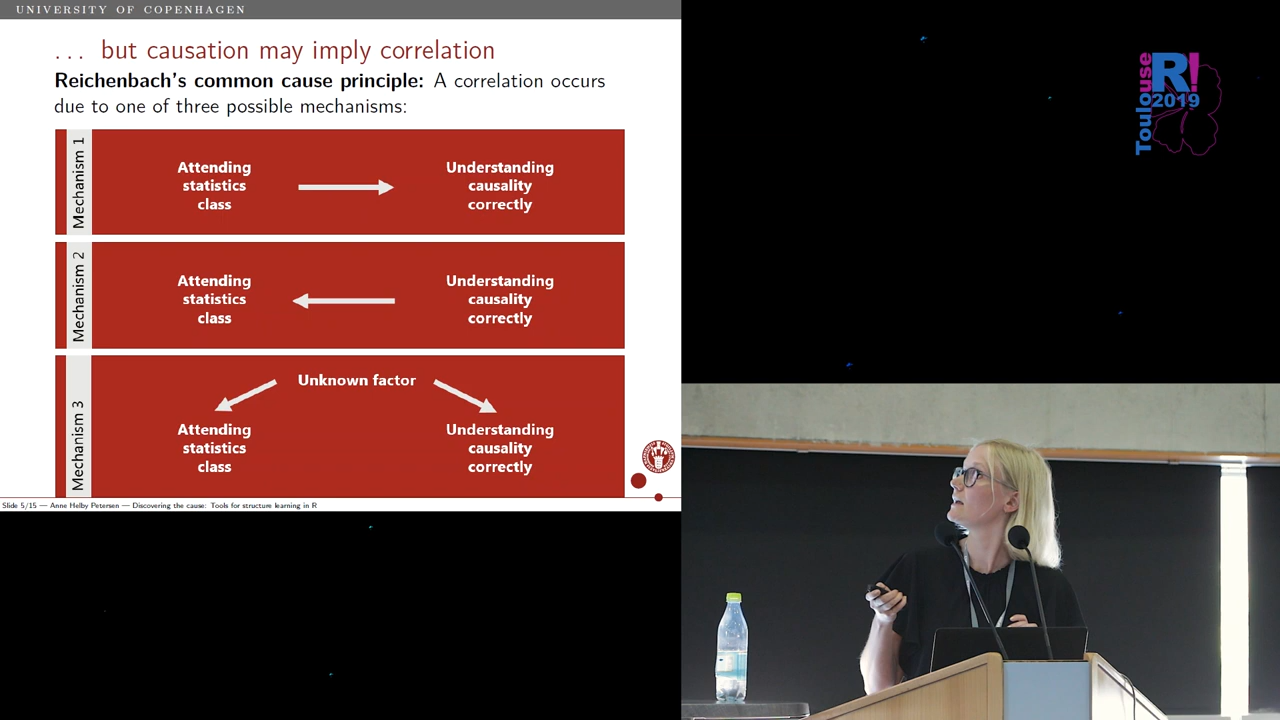 UNIVERSITY OF COPENHAGEN
... but causation may imply correlation
Reichenbach's common cause principle: A correlation occurs
due to one of three possible mechanisms:
Mechanism 1
Attending
statistics
class
Understanding
causality
correctly
Mechanism 2
Attending
statistics
class
Understanding
causality
correctly
Mechanism 3
Unknown factor
Attending
statistics
class
Understanding
causality
correctly
Slide 5/15 — Anne Helby Petersen — Discovering the cause: Tools for structure learning in R
Toulouse
R!
2019